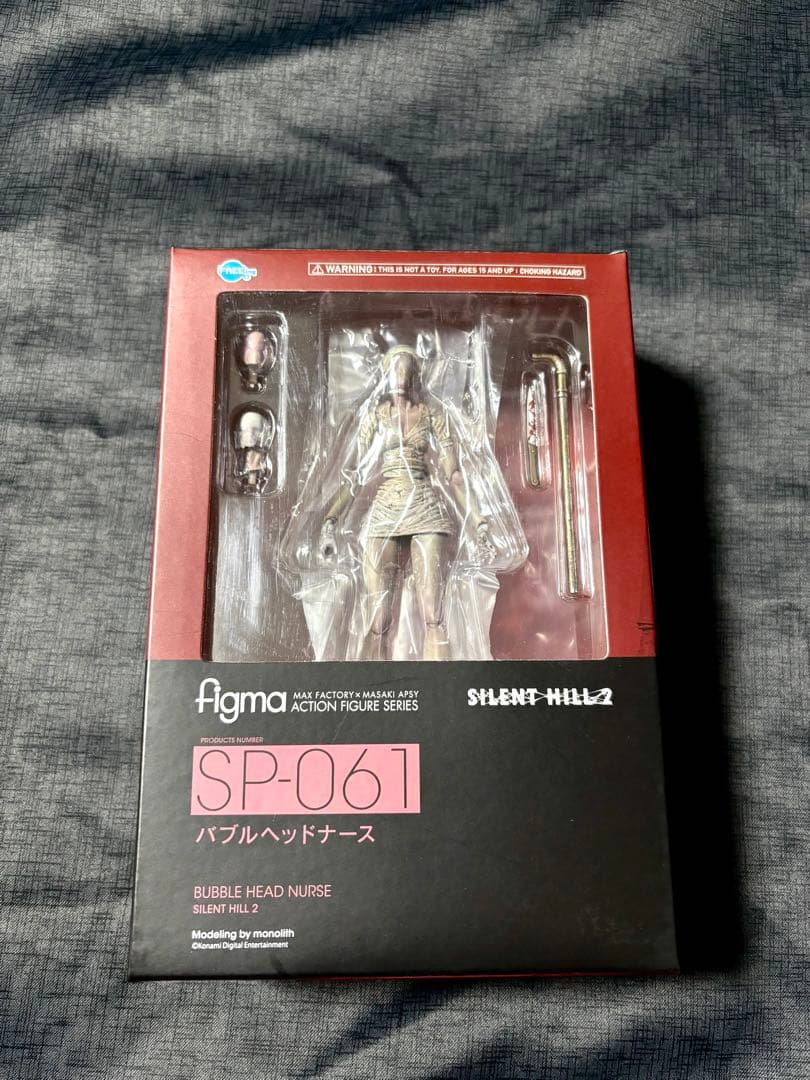 FREEing
WARNING : THIS IS NOT A TOY. FOR AGES 15 AND UP : CHOKING HAZARD
figma MAX FACTORY × MASAKI APSY
ACTION FIGURE SERIES
SILENT HILL 2
PRODUCTS NUMBER
SP-061
バブルヘッドナース
BUBBLE HEAD NURSE
SILENT HILL 2
Modeling by monolith
©Konami Digital Entertainment